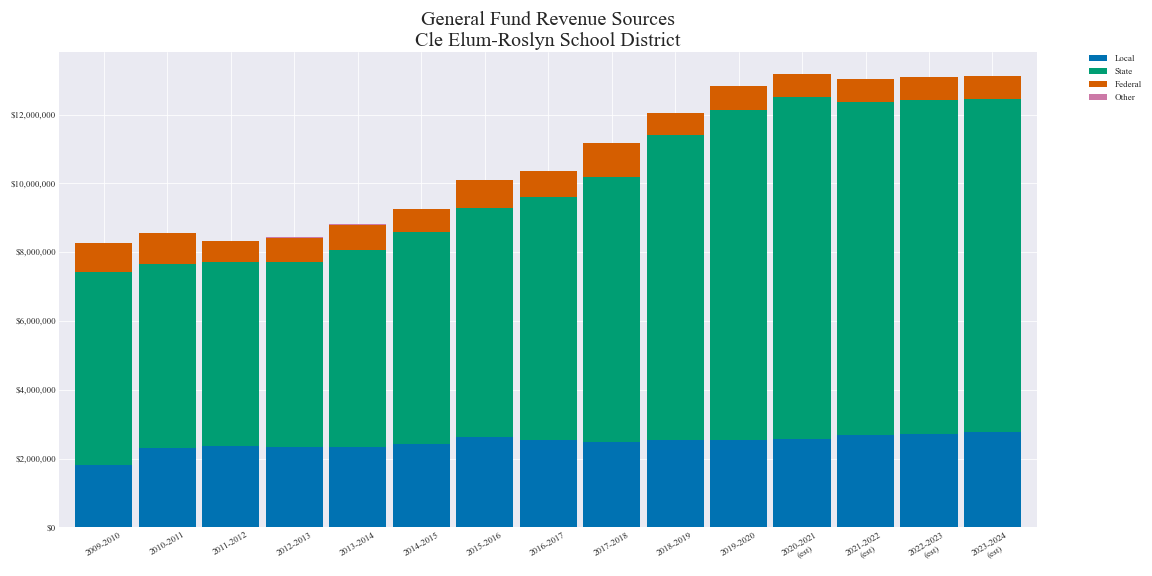 General Fund Revenue Sources
Cle Elum-Roslyn School District
Local
State
Federal
Other
$12,000,000
$10,000,000
$8,000,000
$6,000,000
$4,000,000
$2,000,000
$0
2009-2010
2010-2011
2011-2012
2012-2013
2013-2014
2014-2015
2015-2016
2016-2017
2017-2018
2018-2019
2019-2020
2020-2021
(est)
2021-2022
(est)
2022-2023
(est)
2023-2024
(est)